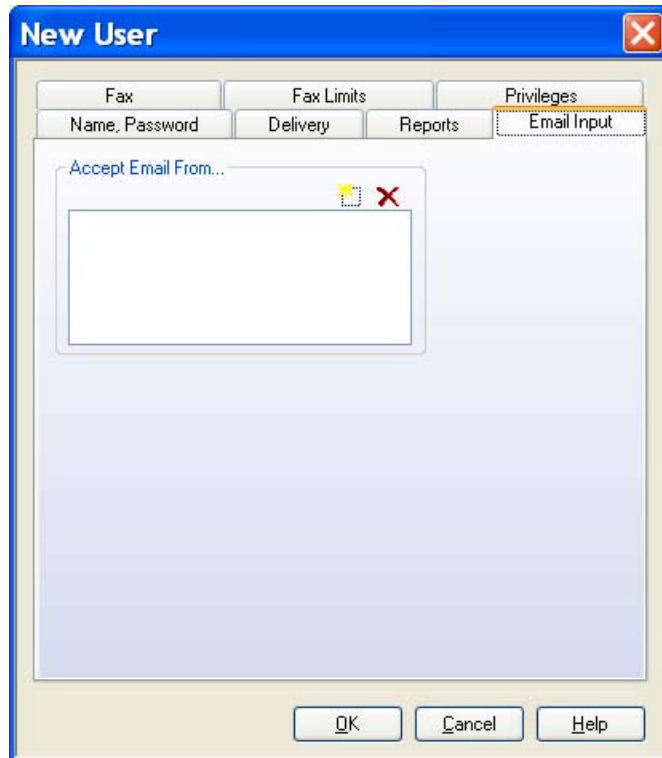 New User
Fax Fax Limits Privileges
Name, Password Delivery Reports Email Input
Accept Email From...
OK Cancel Help